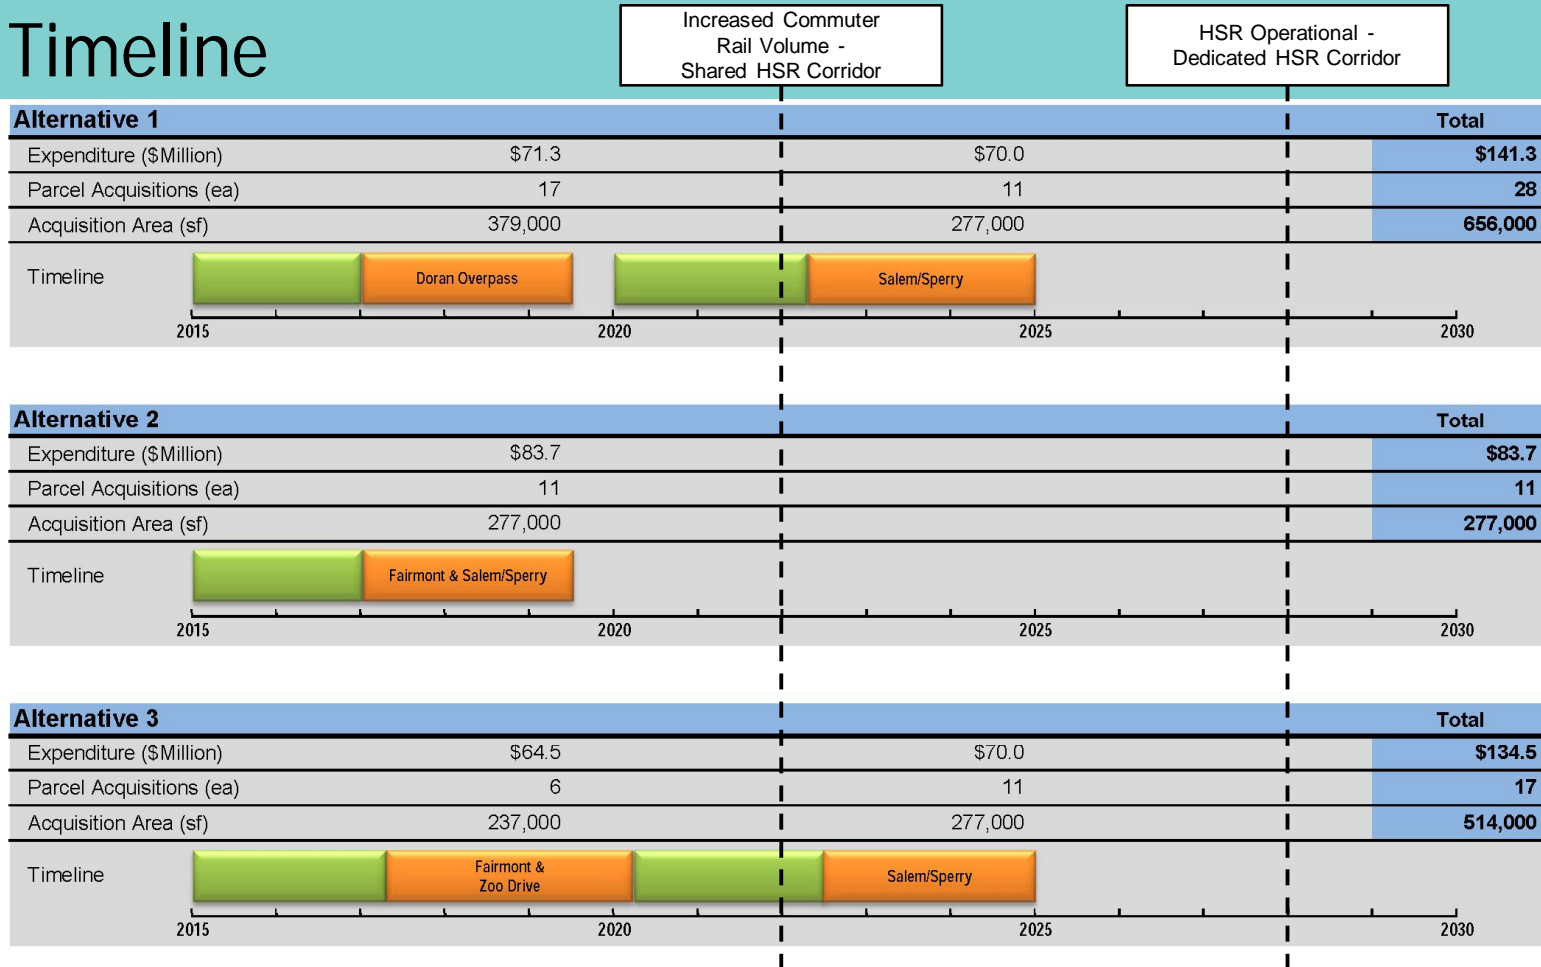 Timeline
Increased Commuter
Rail Volume -
Shared HSR Corridor
HSR Operational -
Dedicated HSR Corridor
Alternative 1 Total
Expenditure ($Million) $71.3 $70.0 $141.3
Parcel Acquisitions (ea) 17 11 28
Acquisition Area (sf) 379,000 277,000 656,000
Timeline Doran Overpass Salem/Sperry
2015 2020 2025 2030
Alternative 2 Total
Expenditure ($Million) $83.7 $83.7
Parcel Acquisitions (ea) 11 11
Acquisition Area (sf) 277,000 277,000
Timeline Fairmont & Salem/Sperry
2015 2020 2025 2030
Alternative 3 Total
Expenditure ($Million) $64.5 $70.0 $134.5
Parcel Acquisitions (ea) 6 11 17
Acquisition Area (sf) 237,000 277,000 514,000
Timeline
Fairmont &
Zoo Drive
Salem/Sperry
2015 2020 2025 2030